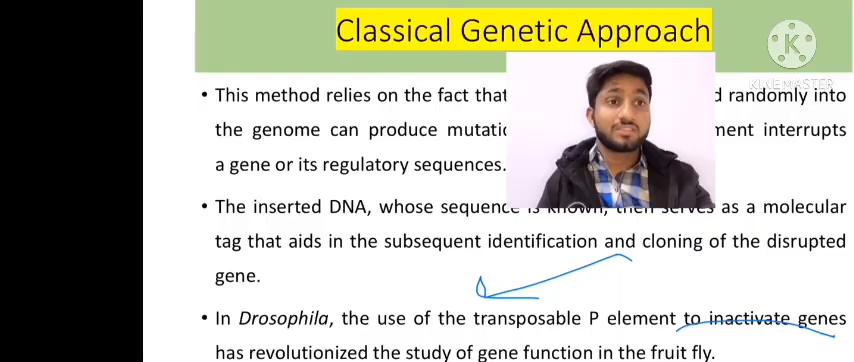 Classical Genetic Approach
K
KINEMASTER
• This method relies on the fact that d randomly into
the genome can produce ment interrupts
a gene or its regulatory sequences.
• The inserted DNA, whose sequence is known, then serves as a molecular
tag that aids in the subsequent identification and cloning of the disrupted
gene.
• In Drosophila, the use of the transposable P element to inactivate genes
has revolutionized the study of gene function in the fruit fly.